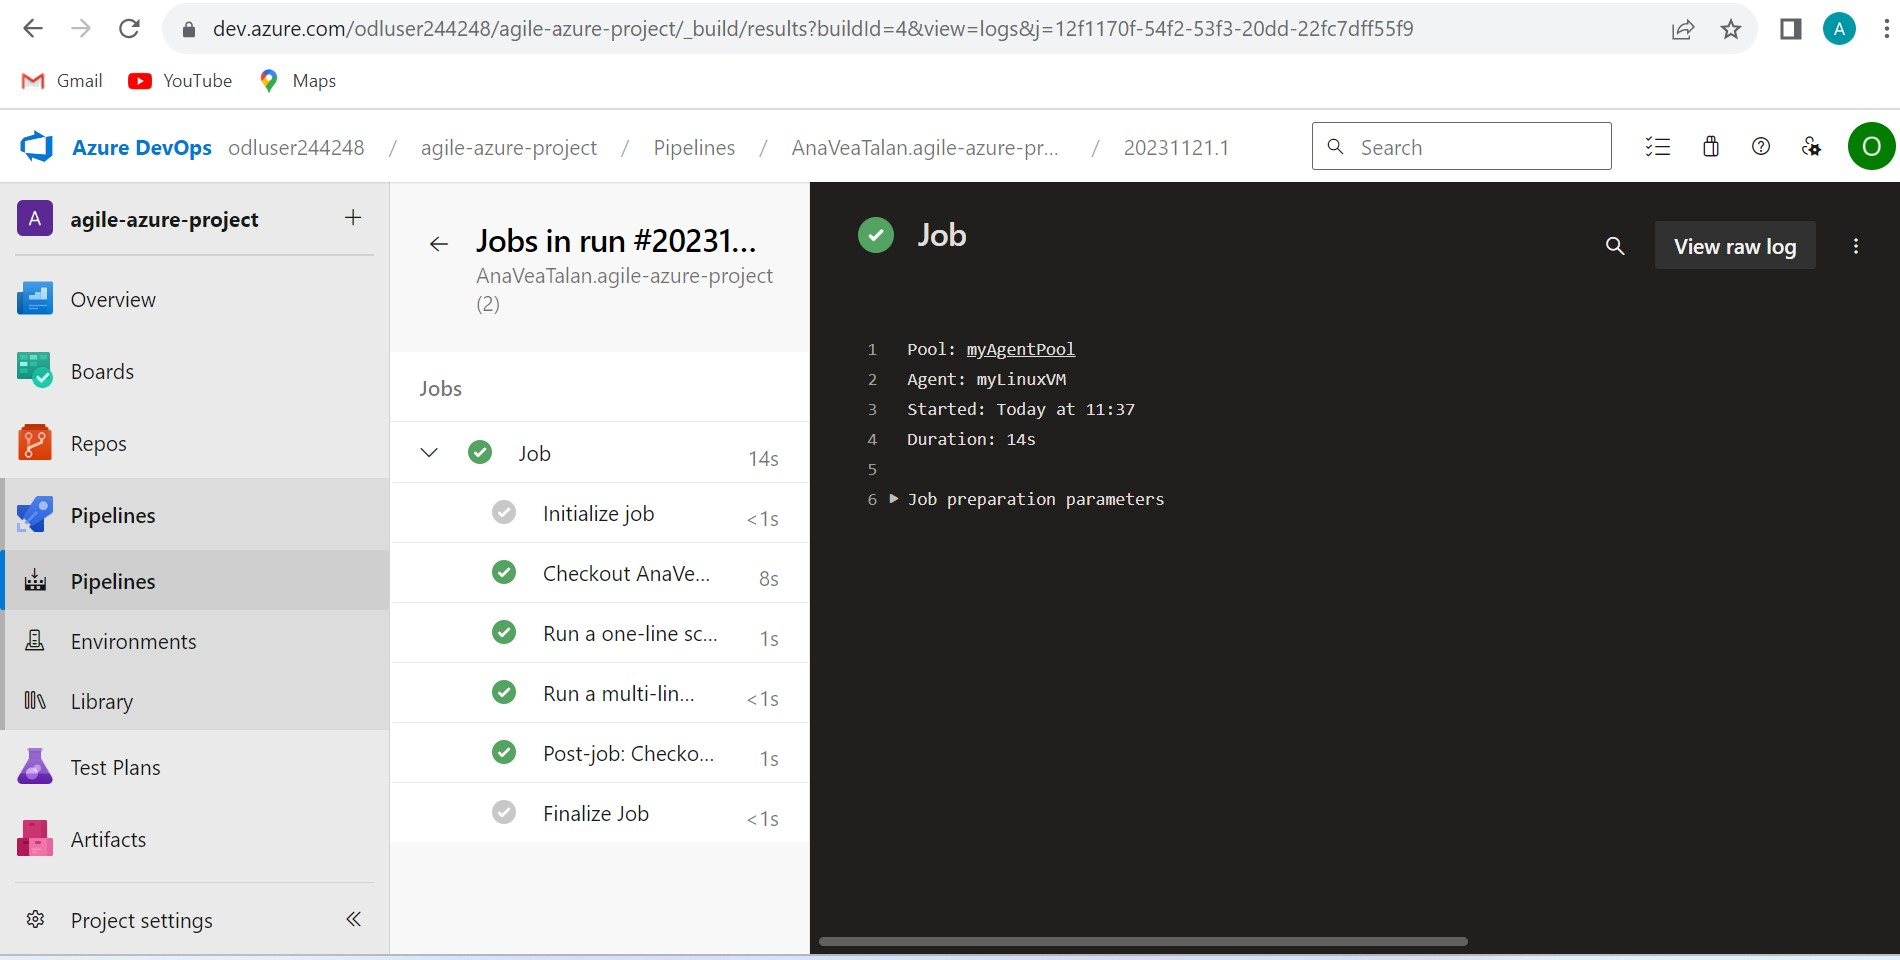 dev.azure.com/odluser244248/agile-azure-project/_build/results?buildId=4&view=logs&j=12f1170f-54f2-53f3-20dd-22fc7dff55f9
A
Gmail YouTube Maps
Azure DevOps odluser244248 / agile-azure-project / Pipelines / AnaVeaTalan.agile-azure-pr... / 20231121.1
Search
O
A agile-azure-project +
Overview
Boards
Repos
Pipelines
Pipelines
Environments
Library
Test Plans
Artifacts
Project settings
Jobs in run #20231...
AnaVeaTalan.agile-azure-project
(2)
Jobs
Job 14s
Initialize job <1s
Checkout AnaVe... 8s
Run a one-line sc... 1s
Run a multi-lin... <1s
Post-job: Checko... 1s
Finalize Job <1s
Job
View raw log
1 Pool: myAgentPool
2 Agent: myLinuxVM
3 Started: Today at 11:37
4 Duration: 14s
5
6 Job preparation parameters